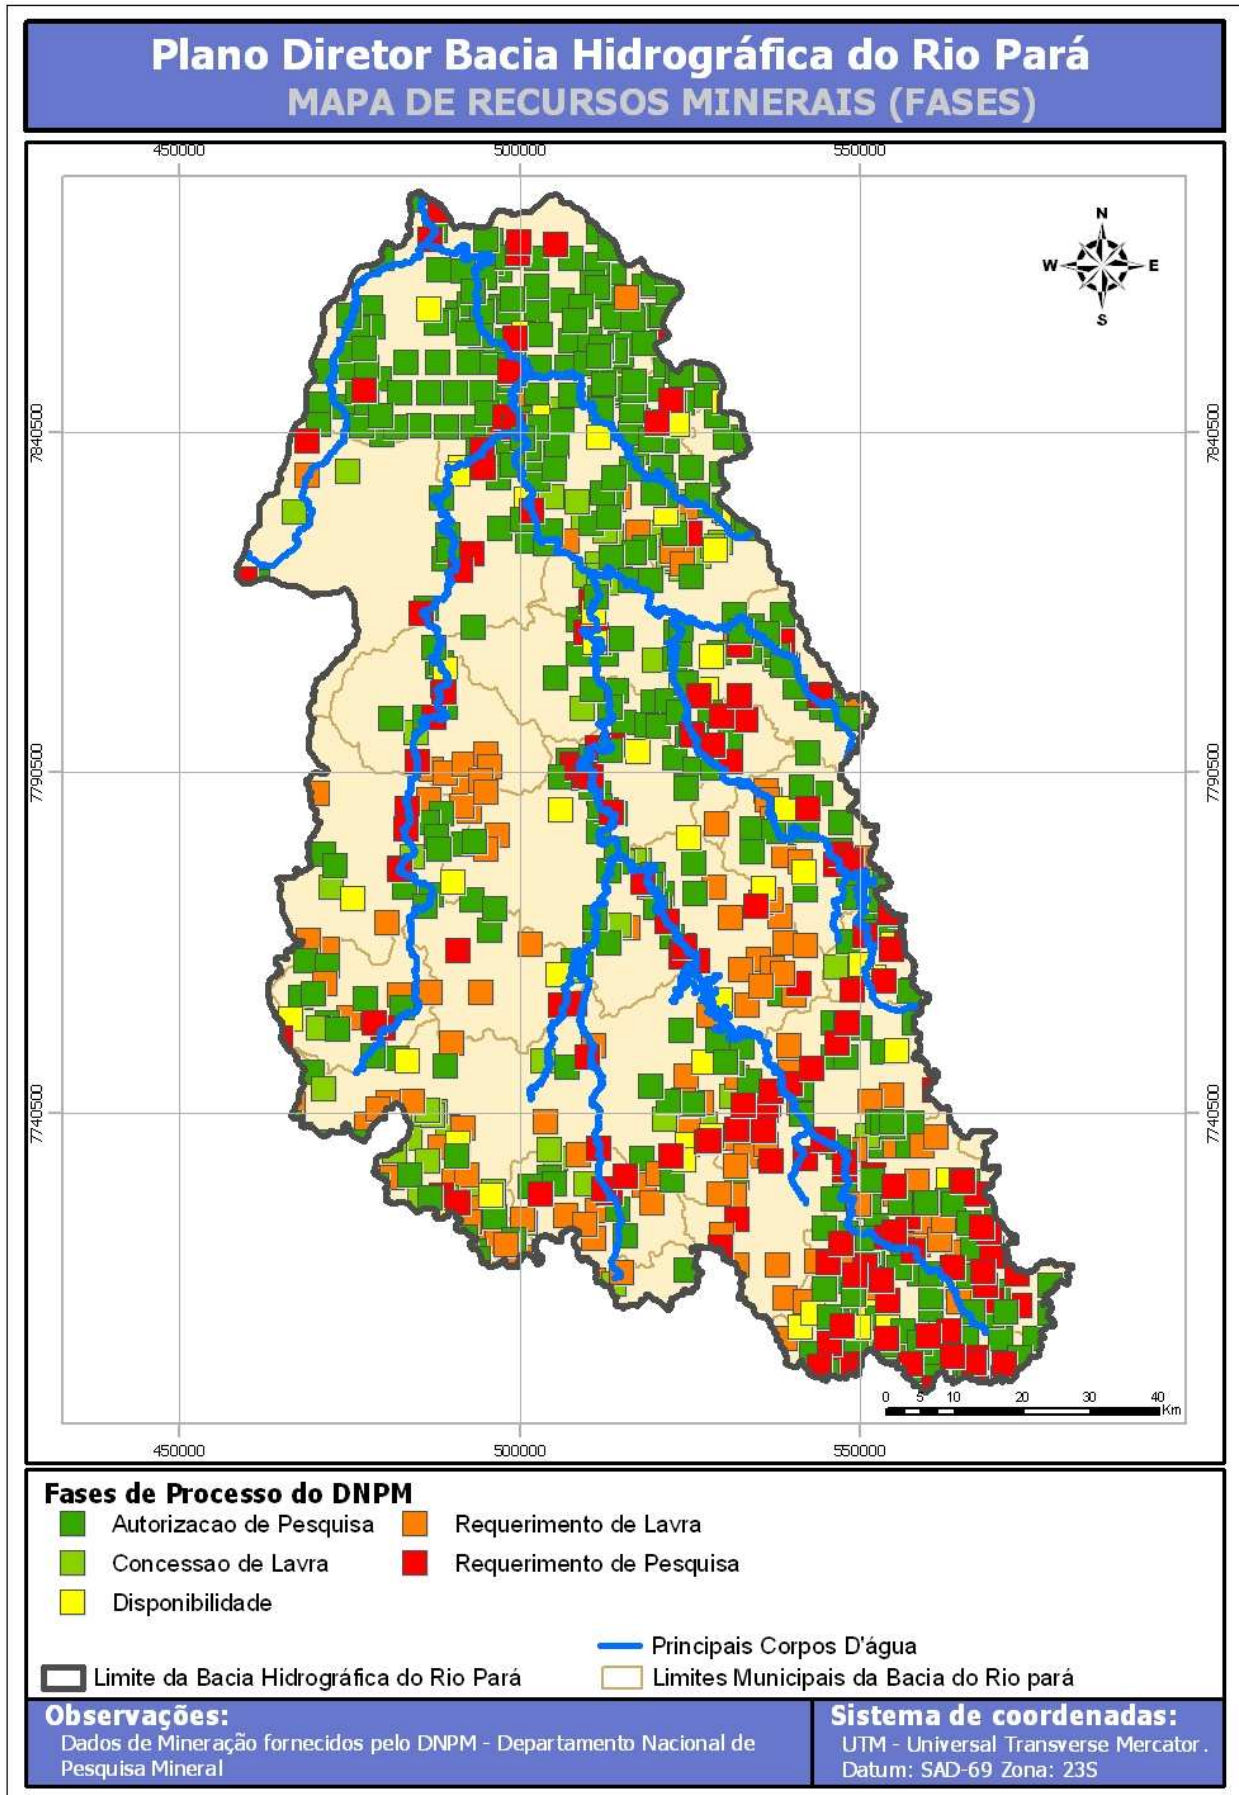 Plano Diretor Bacia Hidrográfica do Rio Pará
MAPA DE RECURSOS MINERAIS (FASES)
450000 500000 550000
N
W E
S
7840500 7840500
7790500 7790500
7740500 7740500
0 5 10 20 30 40
Km
450000 500000 550000
Fases de Processo do DNPM
Autorizacao de Pesquisa
Requerimento de Lavra
Concessao de Lavra
Requerimento de Pesquisa
Disponibilidade
Principais Corpos D'água
Limite da Bacia Hidrográfica do Rio Pará
Limites Municipais da Bacia do Rio pará
Observações:
Dados de Mineração fornecidos pelo DNPM - Departamento Nacional de
Pesquisa Mineral
Sistema de coordenadas:
UTM - Universal Transverse Mercator.
Datum: SAD-69 Zona: 23S